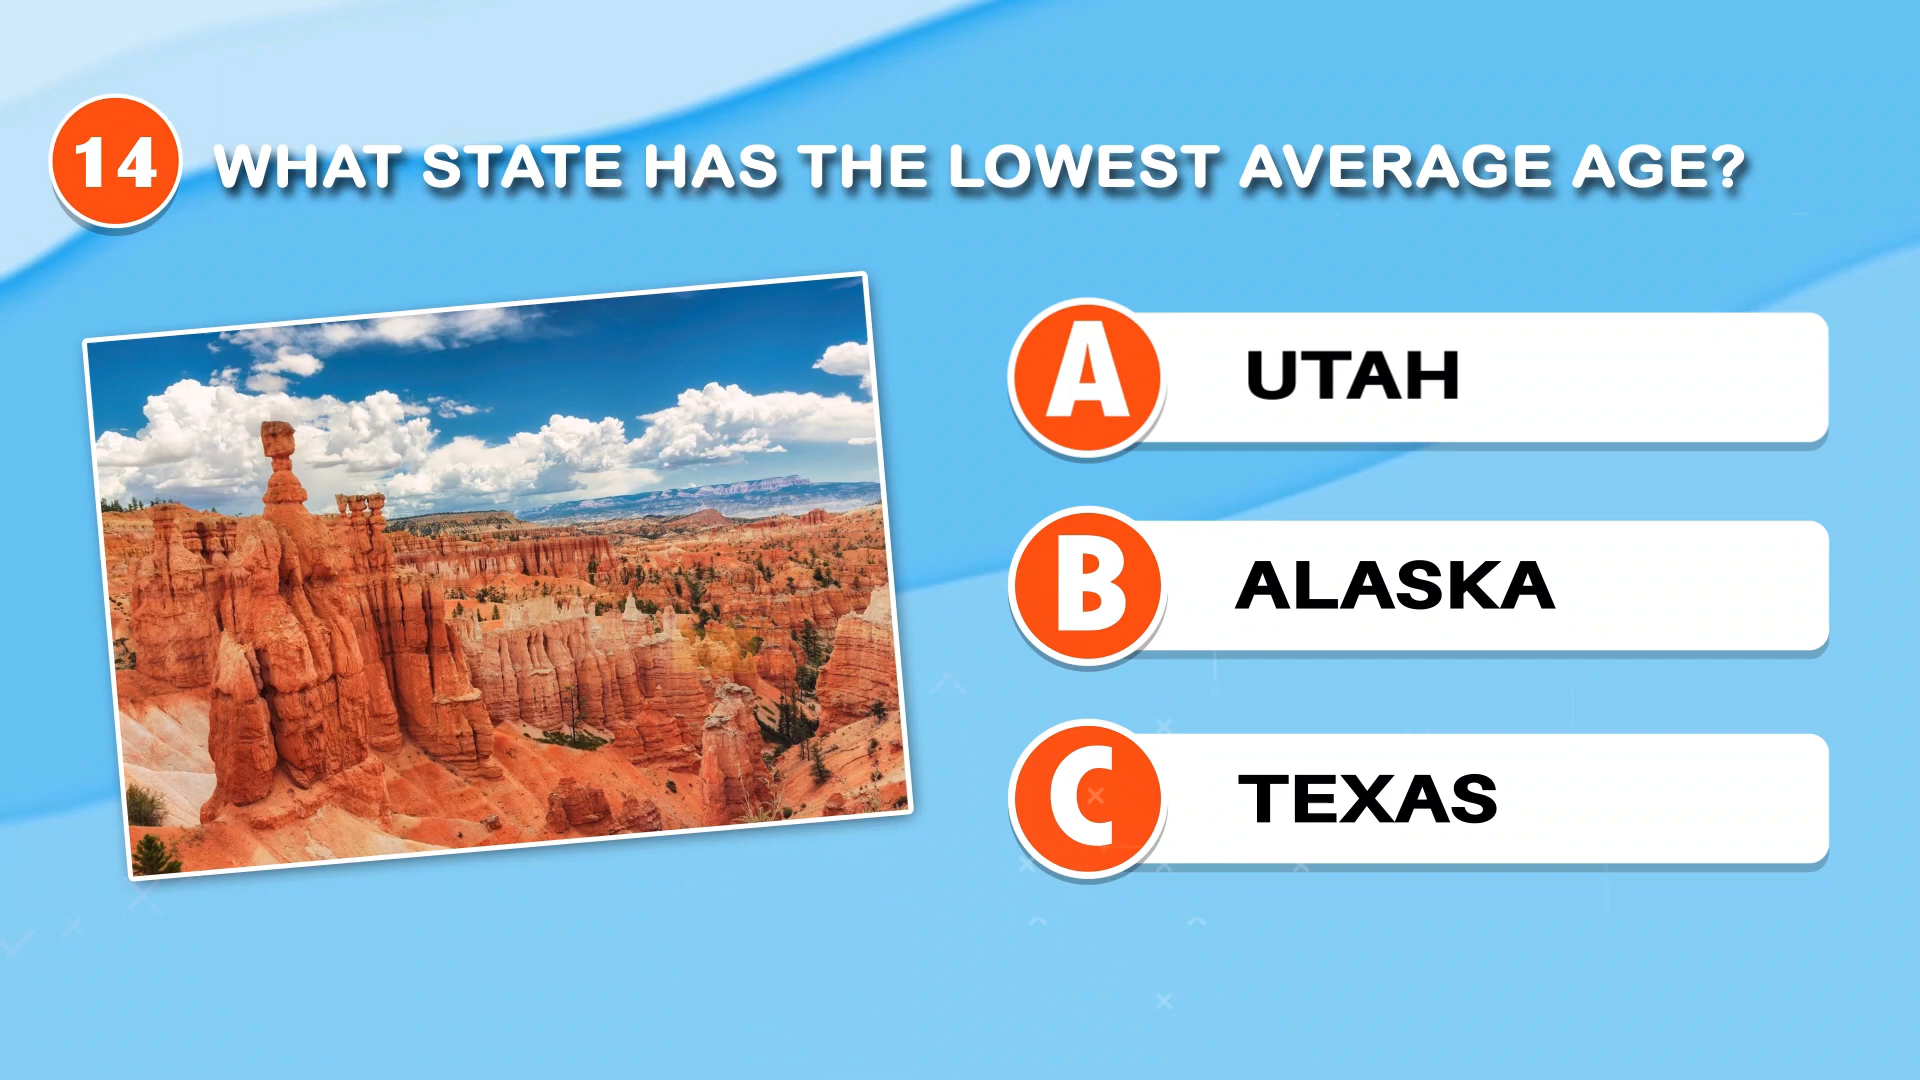 14 WHAT STATE HAS THE LOWEST AVERAGE AGE?
A UTAH
B ALASKA
C TEXAS